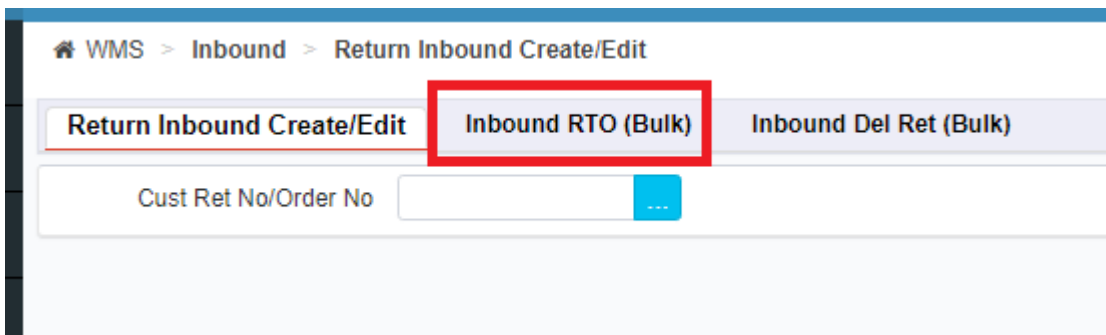 WMS > Inbound > Return Inbound Create/Edit
Return Inbound Create/Edit Inbound RTO (Bulk) Inbound Del Ret (Bulk)
Cust Ret No/Order No ...